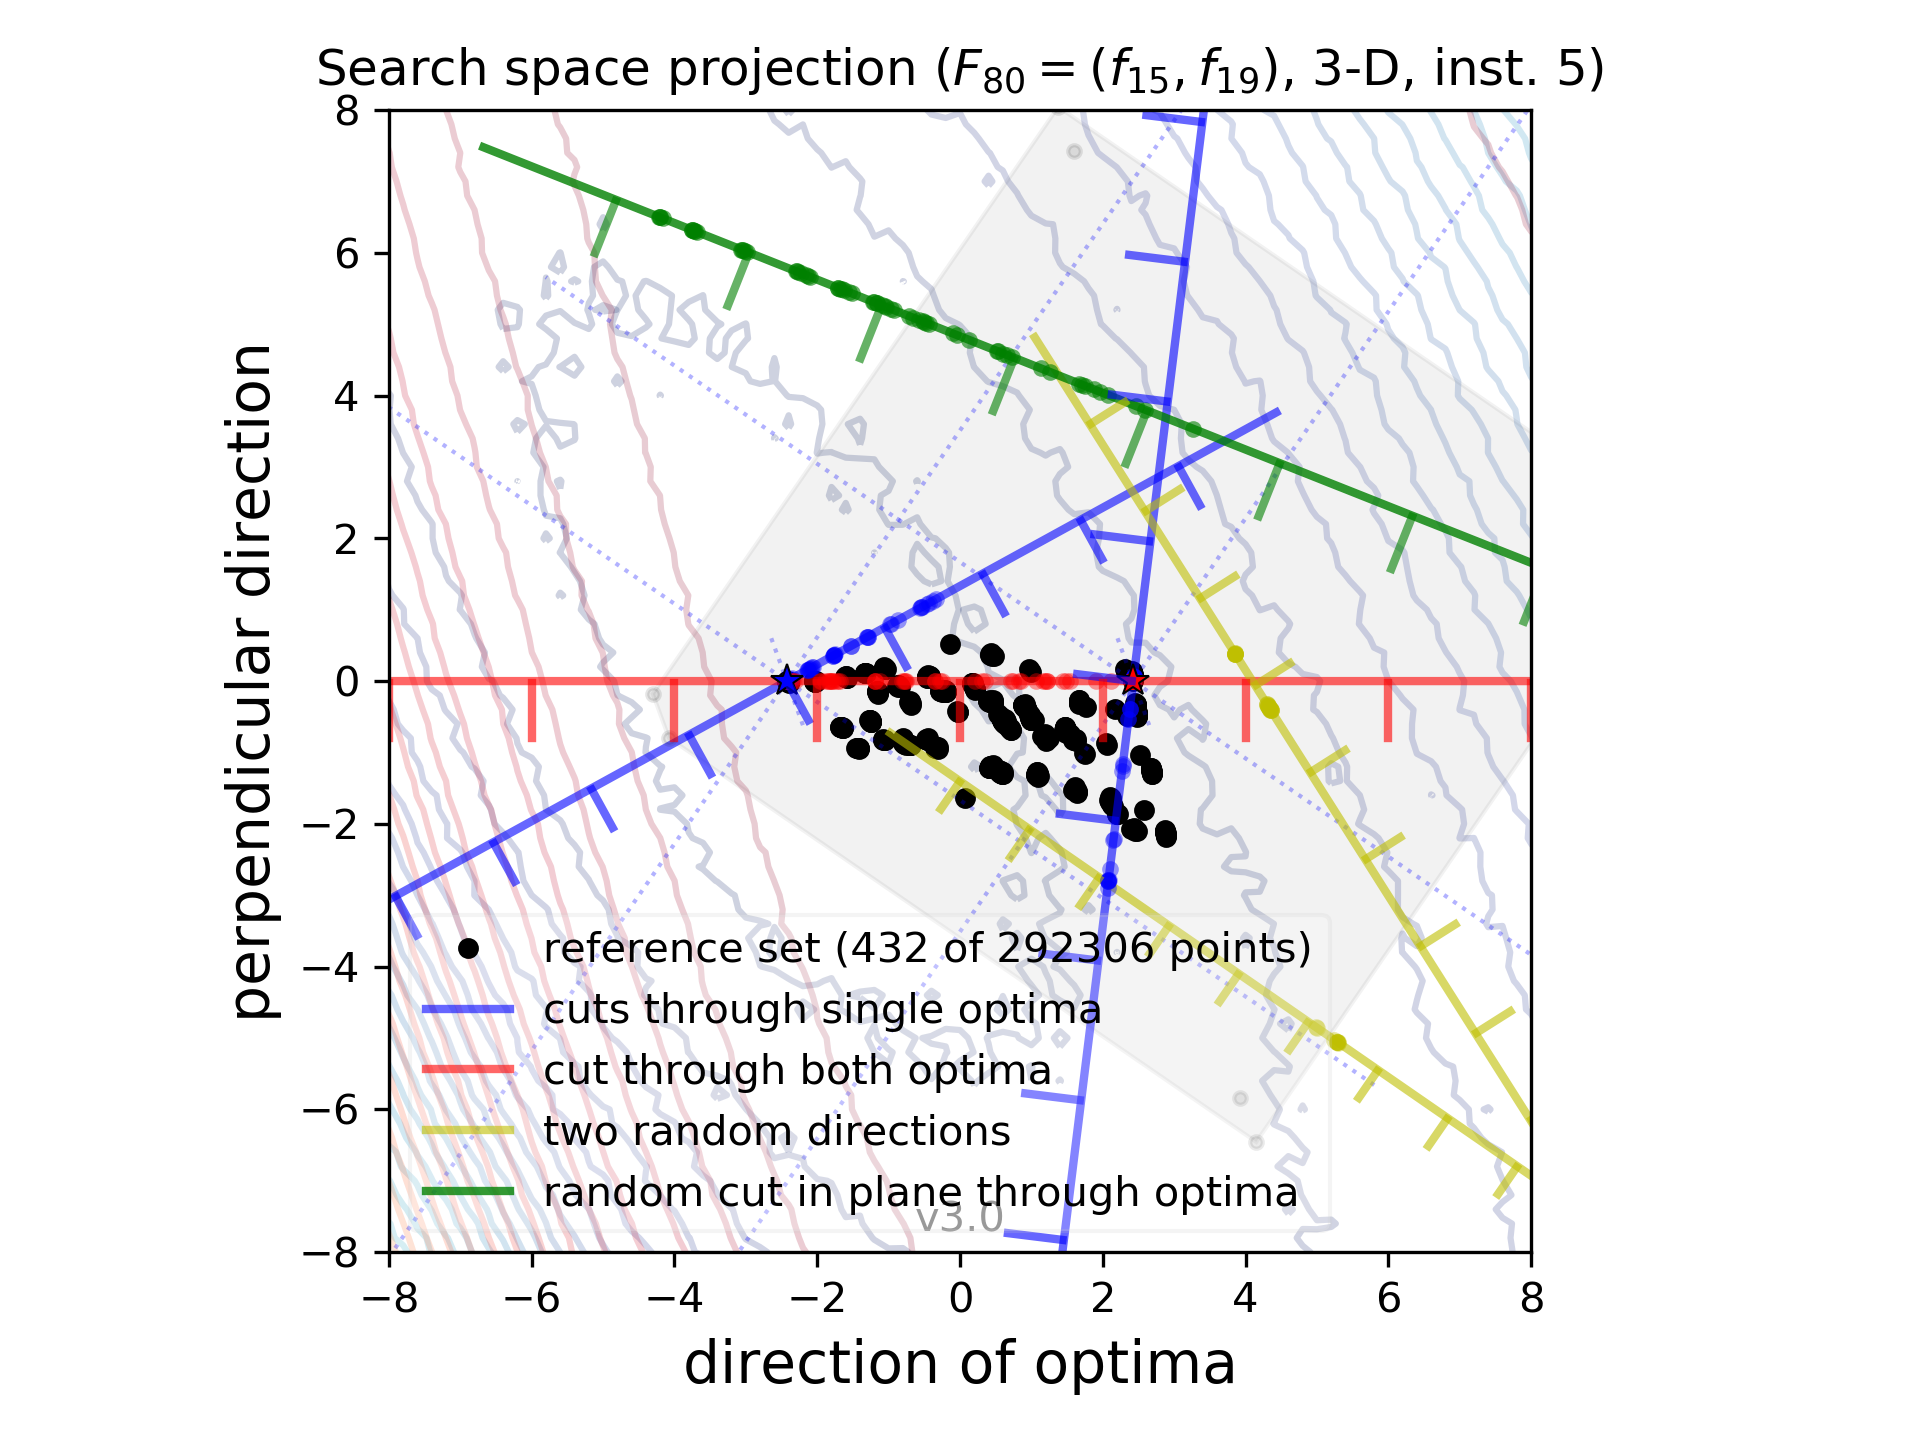 Search space projection (F80 = (f15, f19), 3-D, inst. 5)
8
6
4
2
0
−2
−4
−6
−8
perpendicular direction
reference set (432 of 292306 points)
cuts through single optima
cut through both optima
two random directions
random cut in plane through optima
v3.0
−8 −6 −4 −2 0 2 4 6 8
direction of optima